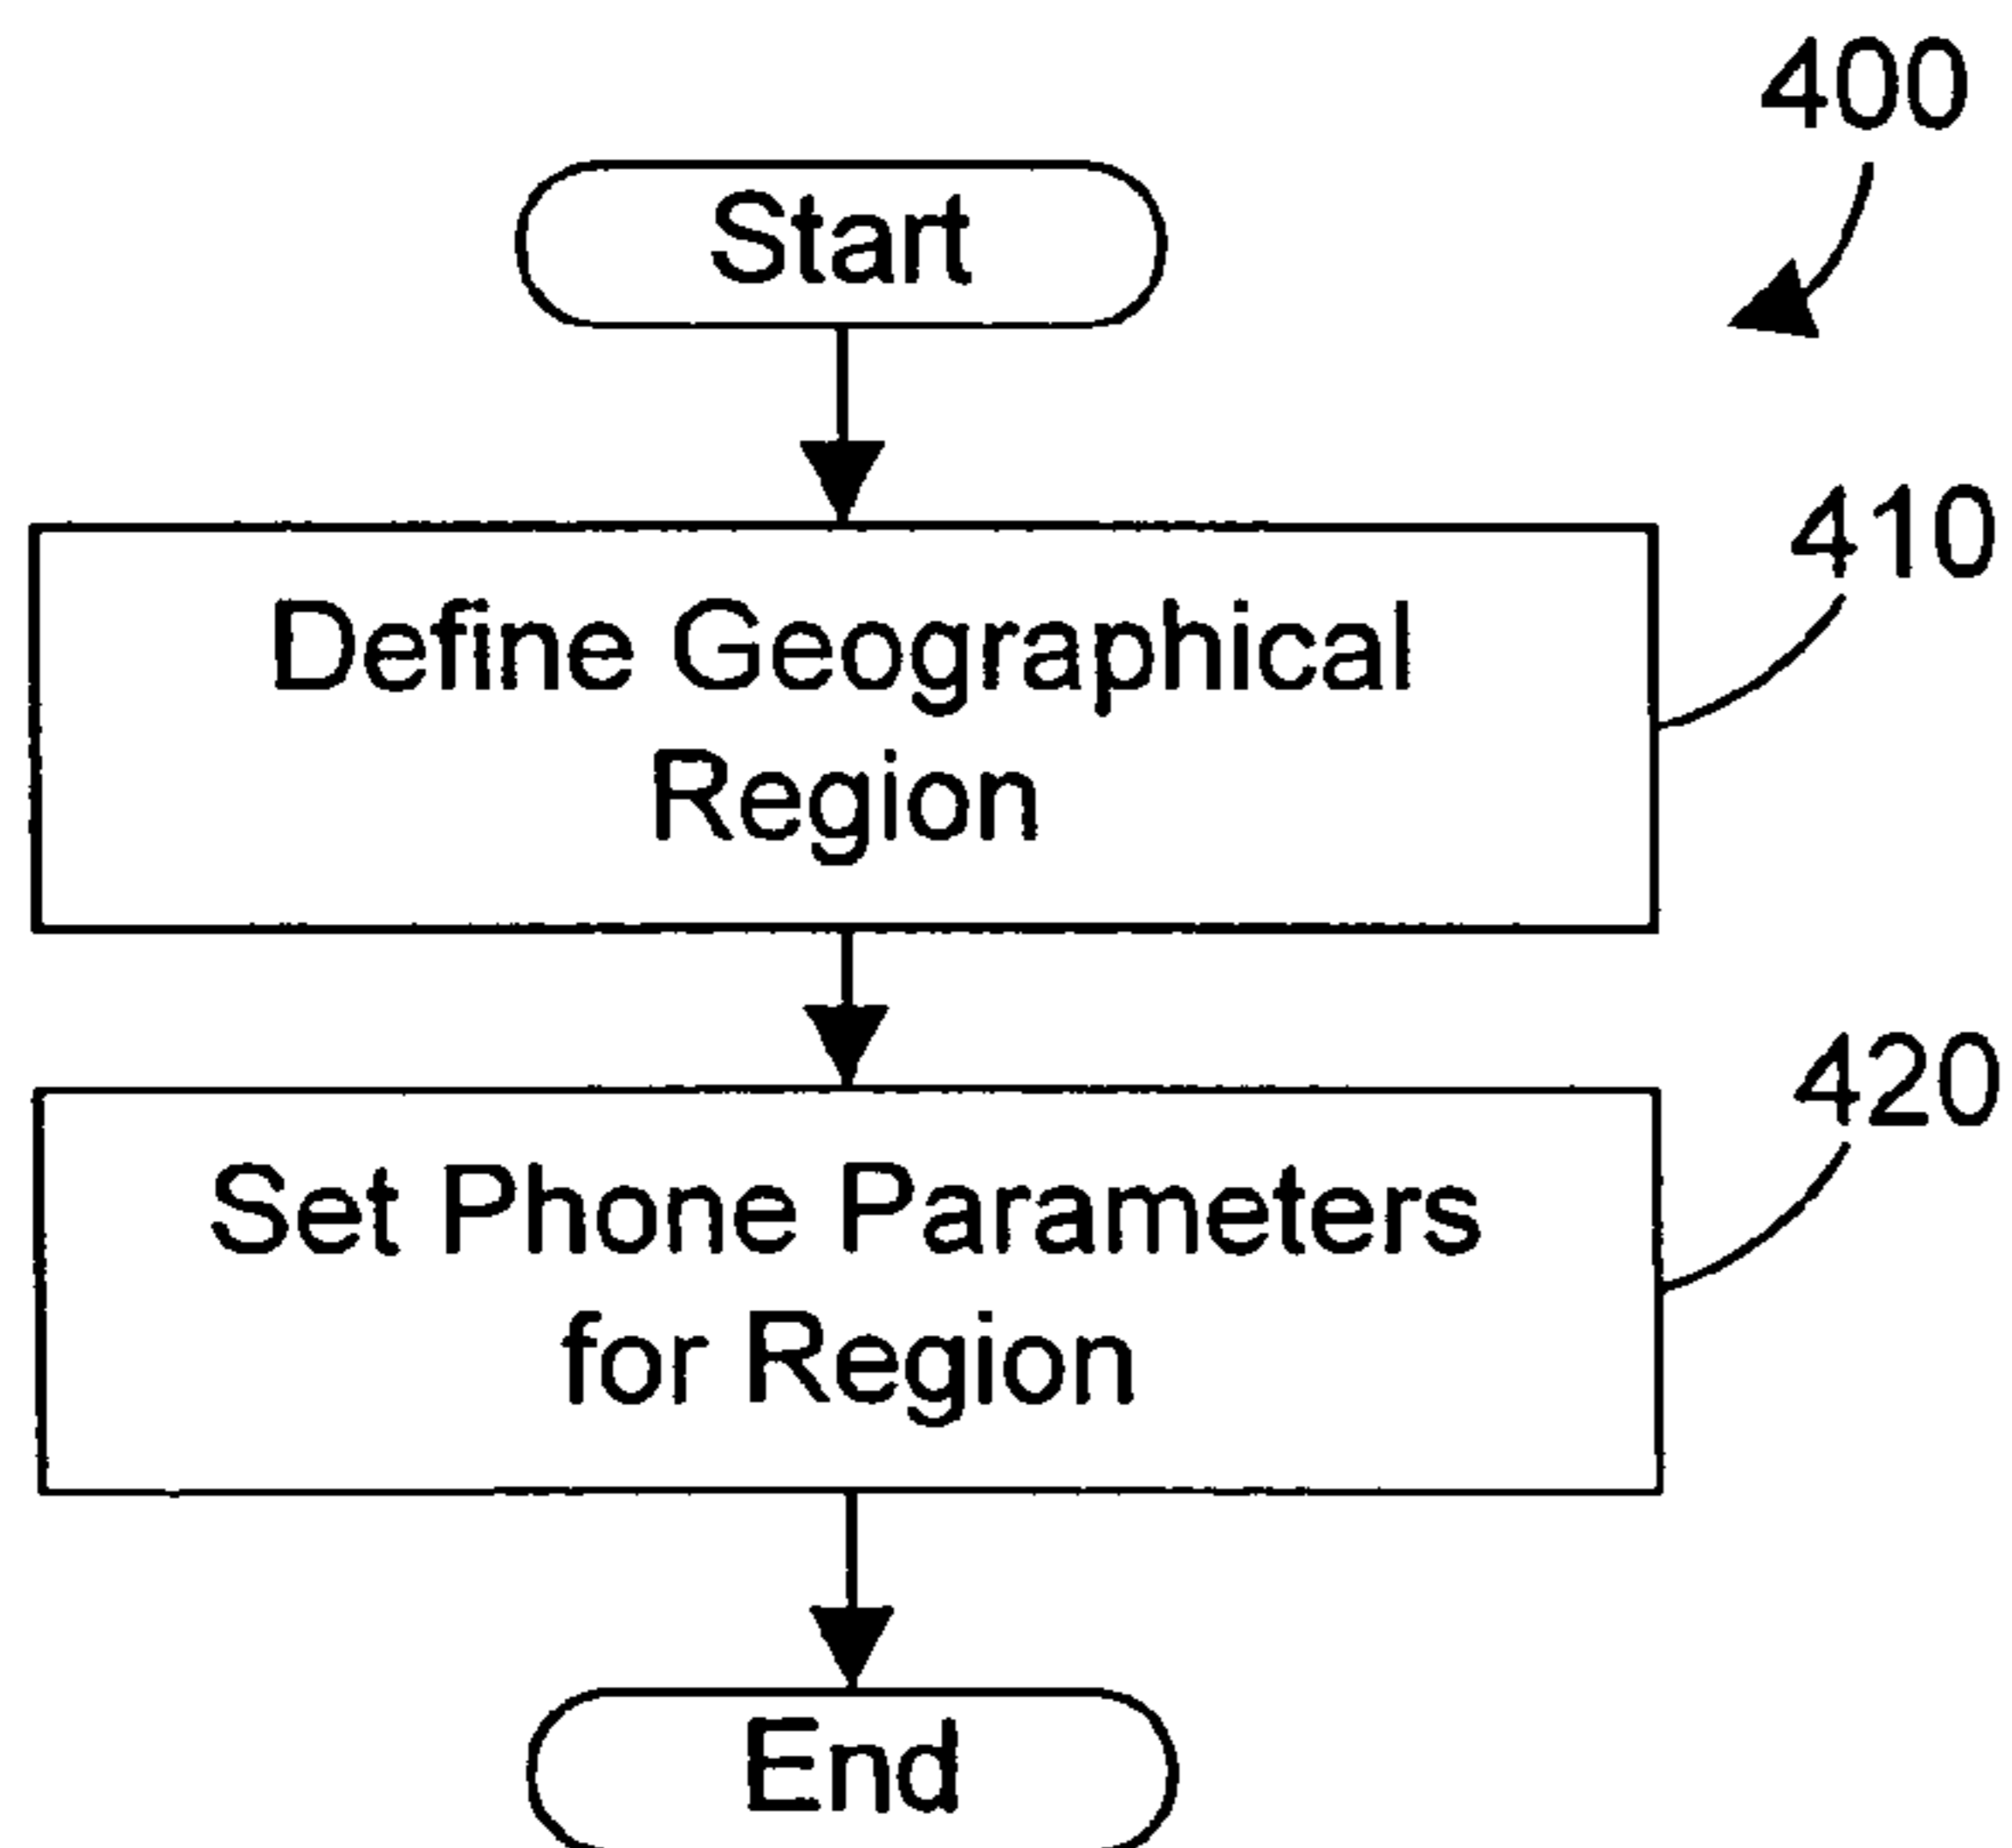 400
Start
410
Define Geographical
Region
420
Set Phone Parameters
for Region
End